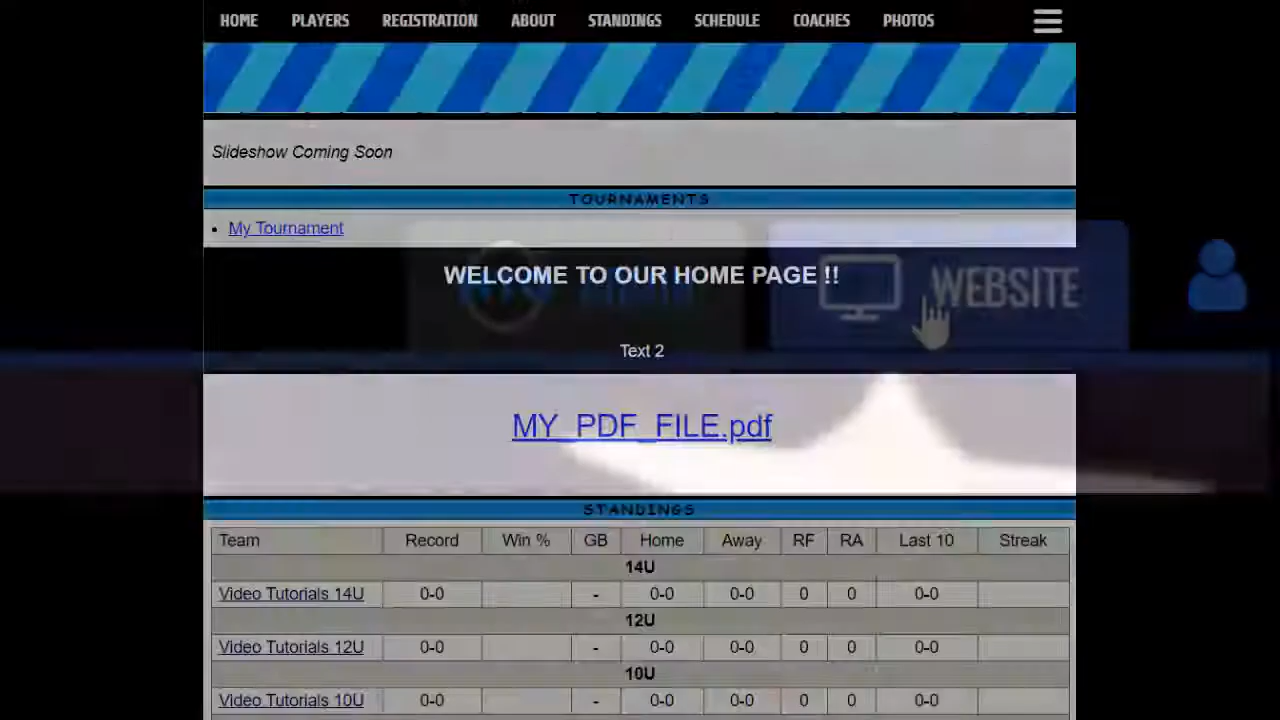 HOME PLAYERS REGISTRATION ABOUT STANDINGS SCHEDULE COACHES PHOTOS
Slideshow Coming Soon
TOURNAMENTS
My Tournament
WELCOME TO OUR HOME PAGE !!
WEBSITE
Text 2
MY_PDF_FILE.pdf
STANDINGS
Team Record Win % GB Home Away RF RA Last 10 Streak
14U
Video Tutorials 14U 0-0 - 0-0 0-0 0 0 0-0
12U
Video Tutorials 12U 0-0 - 0-0 0-0 0 0 0-0
10U
Video Tutorials 10U 0-0 - 0-0 0-0 0 0 0-0